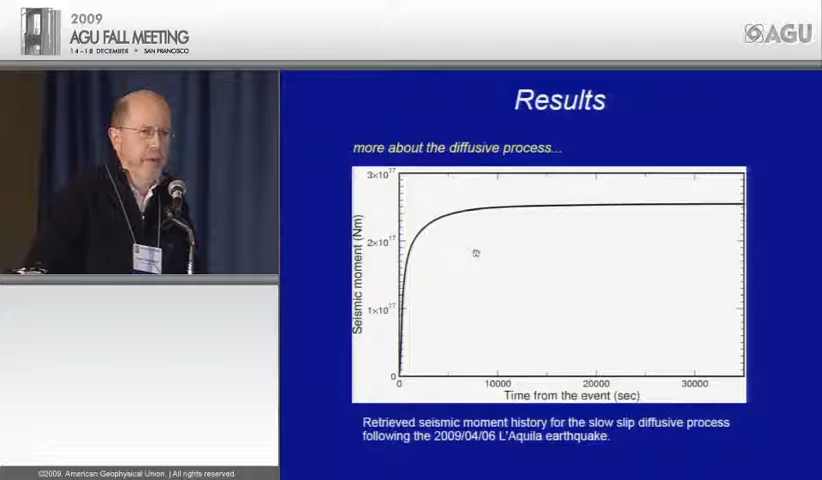 2009
AGU FALL MEETING
14 - 18 DECEMBER • SAN FRANCISCO
AGU
Results
more about the diffusive process...
3×10¹⁷
2×10¹⁷
1×10¹⁷
0
Seismic moment (Nm)
0 10000 20000 30000
Time from the event (sec)
Retrieved seismic moment history for the slow slip diffusive process
following the 2009/04/06 L'Aquila earthquake.
©2009. American Geophysical Union. | All rights reserved.